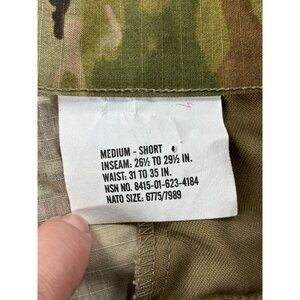 MEDIUM - SHORT
INSEAM: 26½ TO 29½ IN.
WAIST: 31 TO 35 IN.
NSN NO. 8415-01-623-4184
NATO SIZE: 6775/7989